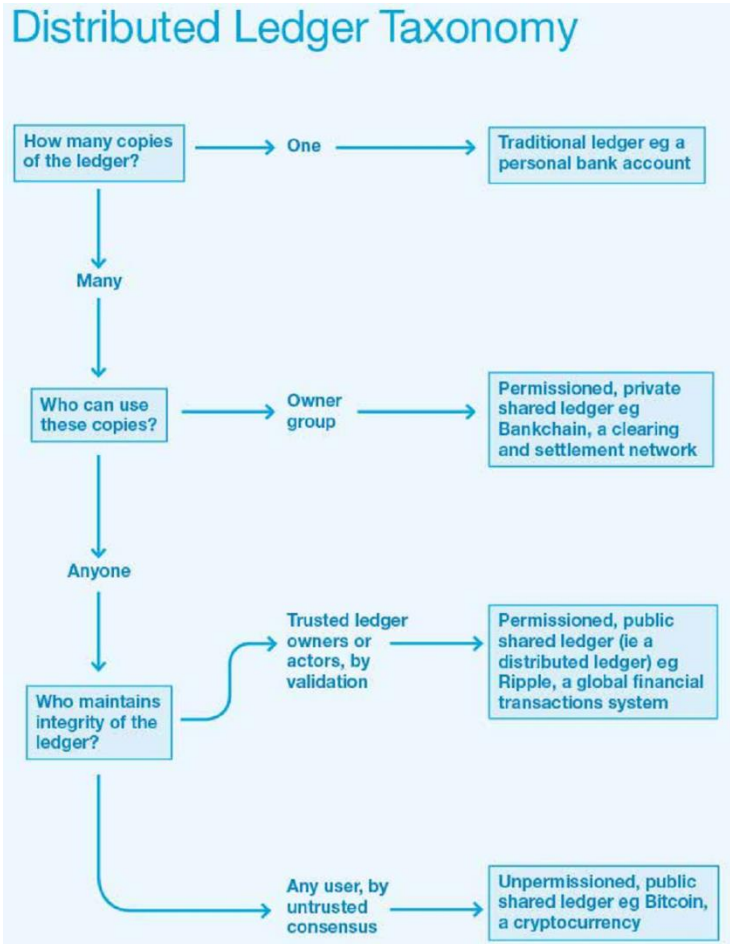 Distributed Ledger Taxonomy
How many copies
of the ledger?
One
Traditional ledger eg a
personal bank account
Many
Who can use
these copies?
Owner
group
Permissioned, private
shared ledger eg
Bankchain, a clearing
and settlement network
Anyone
Who maintains
integrity of the
ledger?
Trusted ledger
owners or
actors, by
validation
Permissioned, public
shared ledger (ie a
distributed ledger) eg
Ripple, a global financial
transactions system
Any user, by
untrusted
consensus
Unpermissioned, public
shared ledger eg Bitcoin,
a cryptocurrency